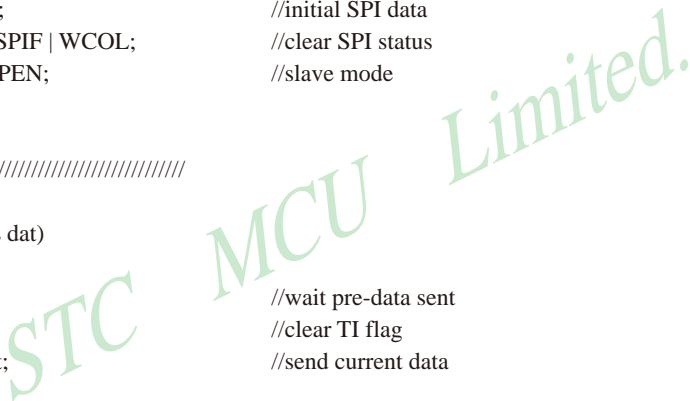 ; //initial SPI data
SPIF | WCOL; //clear SPI status
PEN; //slave mode
////////////////////////////
dat)
//wait pre-data sent
//clear TI flag
t; //send current data
STC MCU Limited.